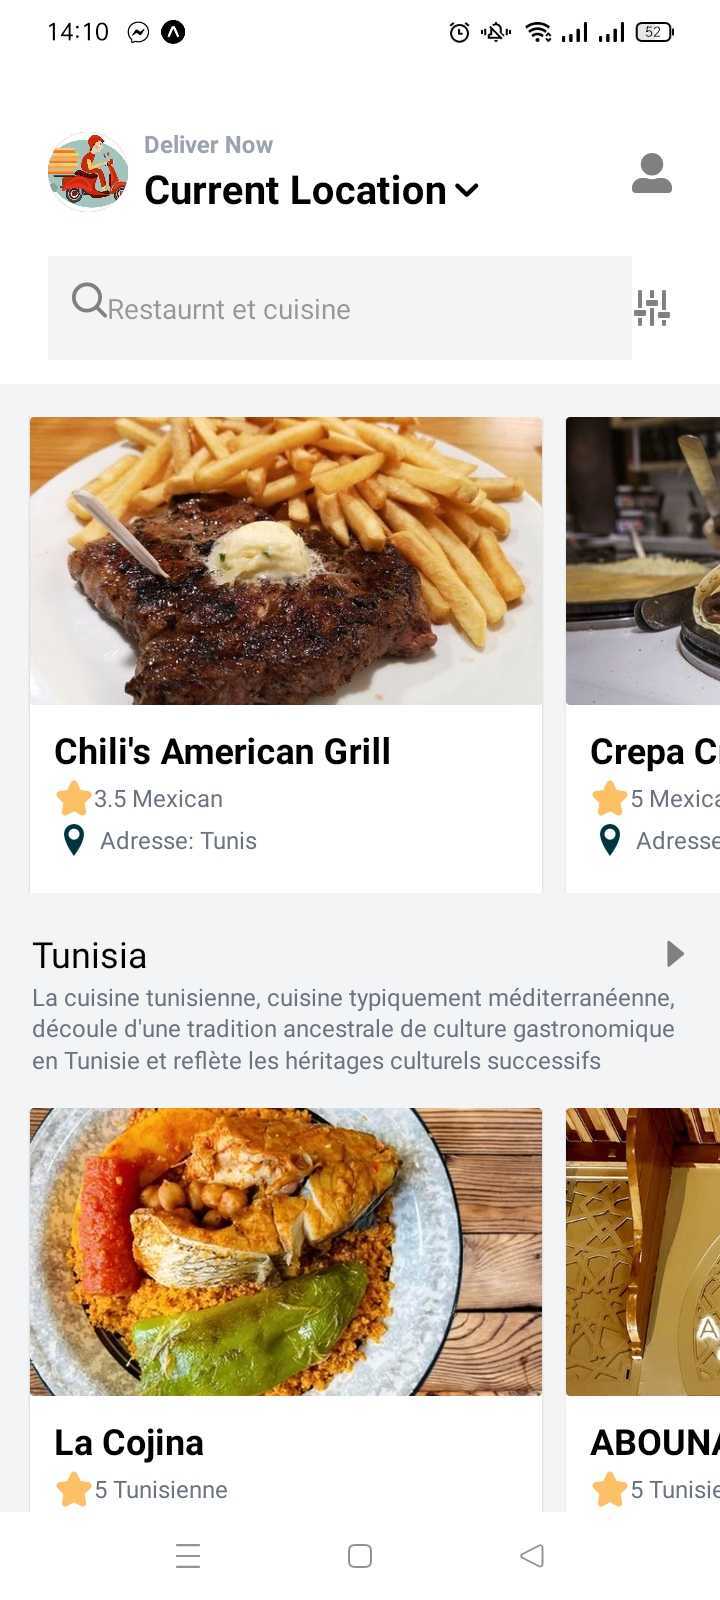 14:10
52
Deliver Now
Current Location
Restaurnt et cuisine
Chili's American Grill
Crepa C
3.5 Mexican
5 Mexica
Adresse: Tunis
Adresse
Tunisia
La cuisine tunisienne, cuisine typiquement méditerranéenne,
découle d'une tradition ancestrale de culture gastronomique
en Tunisie et reflète les héritages culturels successifs
La Cojina
ABOUNA
5 Tunisienne
5 Tunisie